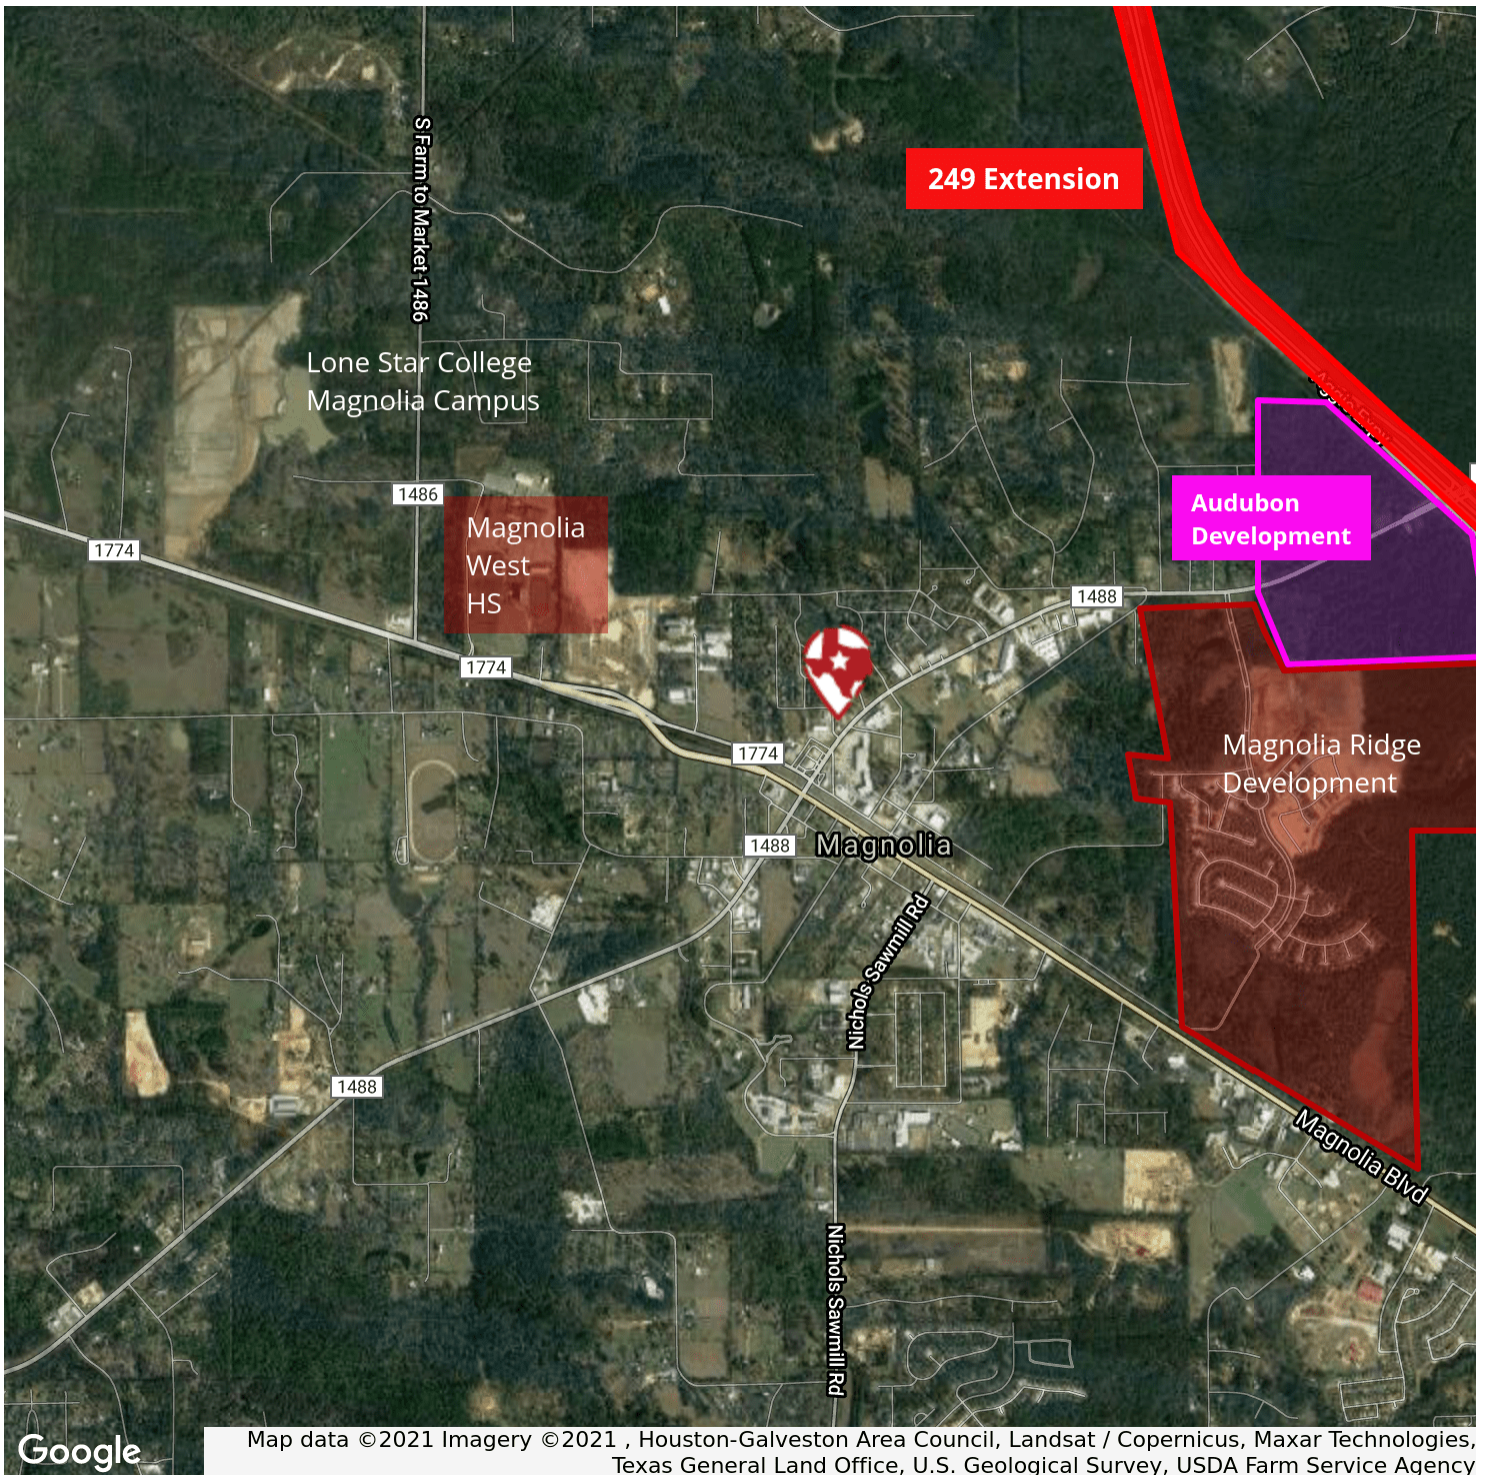 S Farm to Market 1486
249 Extension
Lone Star College
Magnolia Campus
Aggie Expy
1486
Magnolia
West
HS
Audubon
Development
1774
1488
1774
Magnolia Ridge
Development
1774
1488
Magnolia
Nichols Sawmill Rd
1488
Magnolia Blvd
Nichols Sawmill Rd
Google
Map data ©2021 Imagery ©2021 , Houston-Galveston Area Council, Landsat / Copernicus, Maxar Technologies,
Texas General Land Office, U.S. Geological Survey, USDA Farm Service Agency